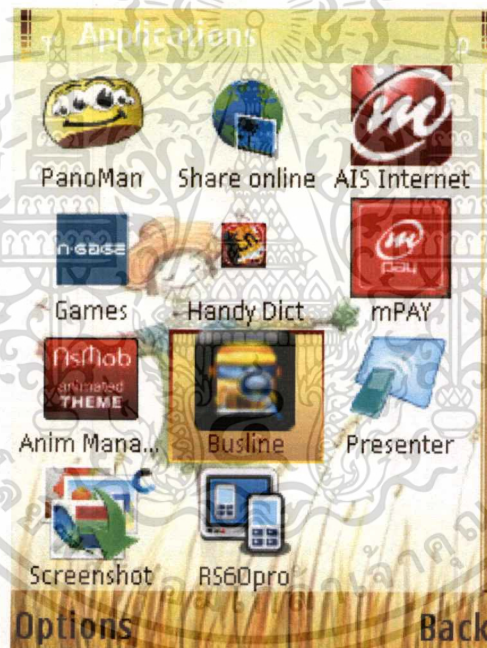 Applications
PanoMan Share online AIS Internet
n·gage
m pay
Games Handy Dict mPAY
AsMob
animated
THEME
Anim Mana... Busline Presenter
Screenshot RS60pro
Options Back